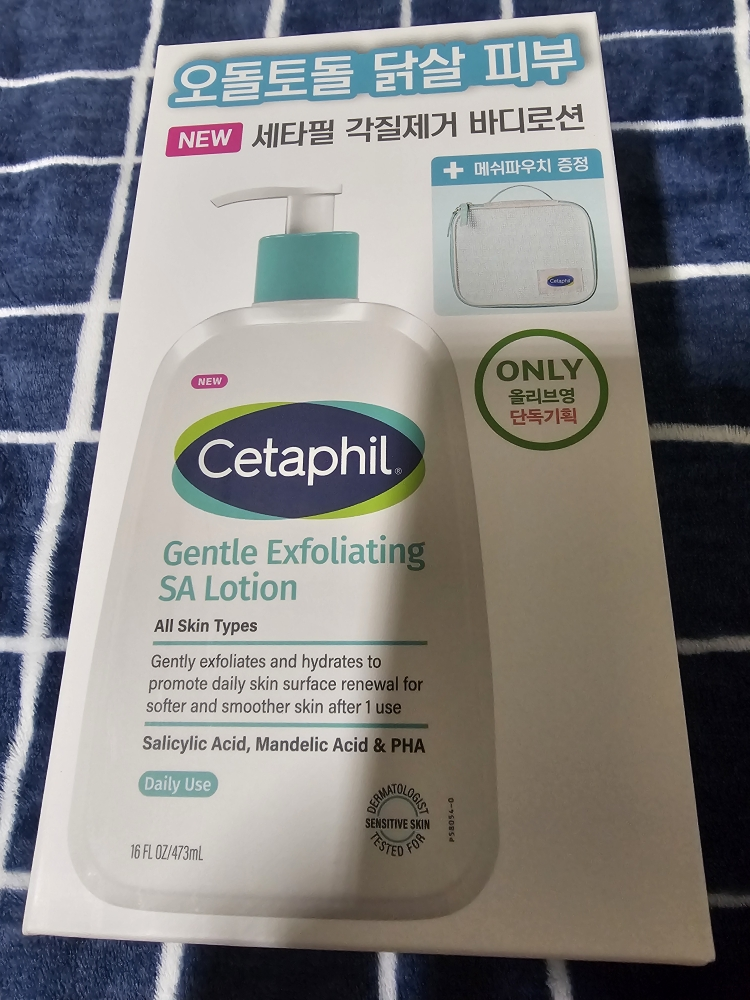 오돌토돌 닭살 피부
NEW 세타필 각질제거 바디로션
+ 메쉬파우치 증정
Cetaphil
ONLY
올리브영
단독기획
NEW
Cetaphil®
Gentle Exfoliating
SA Lotion
All Skin Types
Gently exfoliates and hydrates to
promote daily skin surface renewal for
softer and smoother skin after 1 use
Salicylic Acid, Mandelic Acid & PHA
Daily Use
DERMATOLOGIST
SENSITIVE SKIN
TESTED FOR
P58054-0
16 FL OZ/473mL